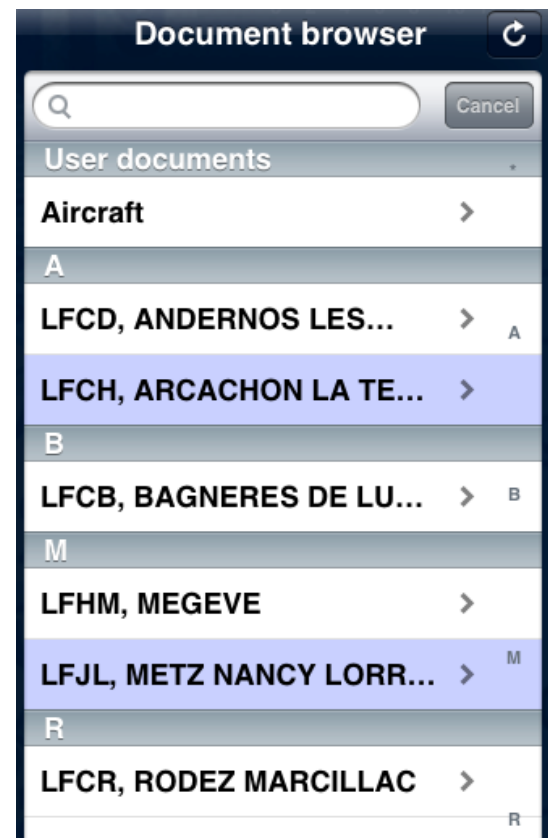 Document browser
Cancel
User documents
*
Aircraft
A
LFCD, ANDERNOS LES...
A
LFCH, ARCACHON LA TE...
B
LFCB, BAGNERES DE LU...
B
M
LFHM, MEGEVE
LFJL, METZ NANCY LORR...
M
R
LFCR, RODEZ MARCILLAC
R